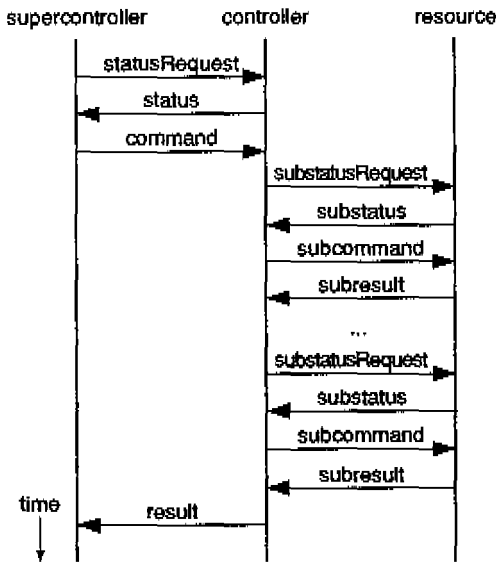 supercontroller controller resource
statusRequest
status
command
substatusRequest
substatus
subcommand
subresult
...
substatusRequest
substatus
subcommand
subresult
time
result